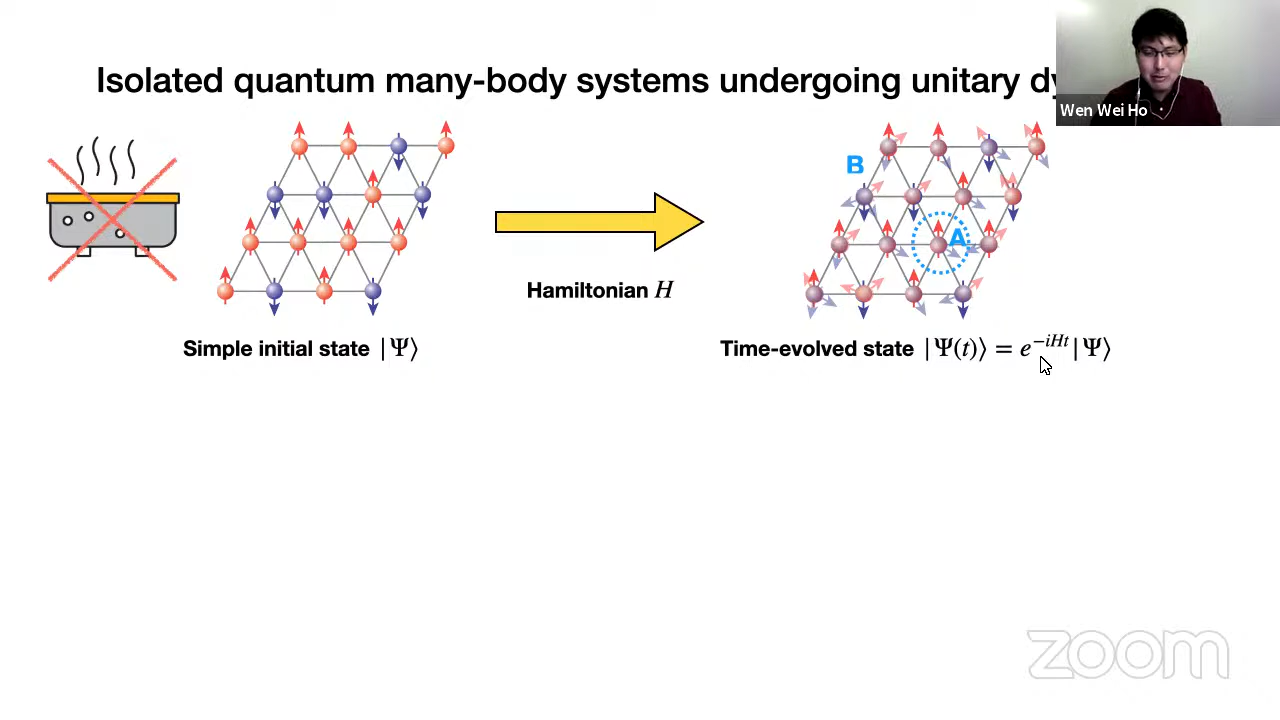 Isolated quantum many-body systems undergoing unitary dy
Wen Wei Ho
B
A
Hamiltonian H
Simple initial state |Ψ⟩
Time-evolved state |Ψ(t)⟩ = e^{-iHt}|Ψ⟩
zoom